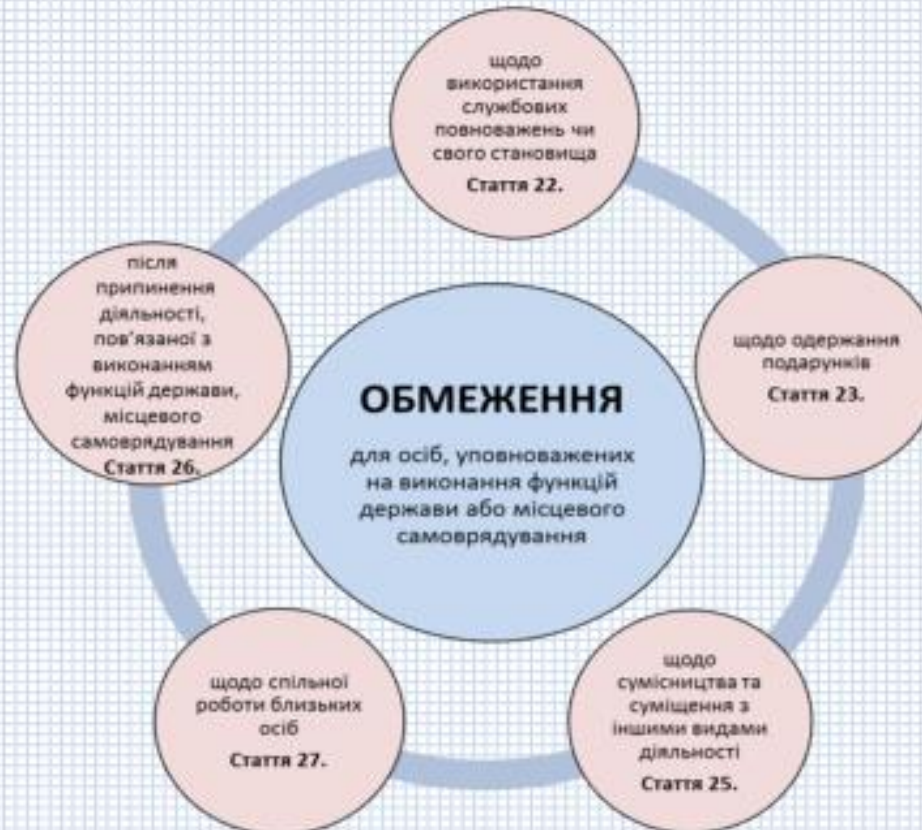 щодо
використання
службових
повноважень чи
свого становища
Стаття 22.
щодо одержання
подарунків
Стаття 23.
щодо
сумісництва та
суміщення з
іншими видами
діяльності
Стаття 25.
щодо спільної
роботи близьких
осіб
Стаття 27.
після
припинення
діяльності,
пов'язаної з
виконанням
функцій держави,
місцевого
самоврядування
Стаття 26.
ОБМЕЖЕННЯ
для осіб, уповноважених
на виконання функцій
держави або місцевого
самоврядування